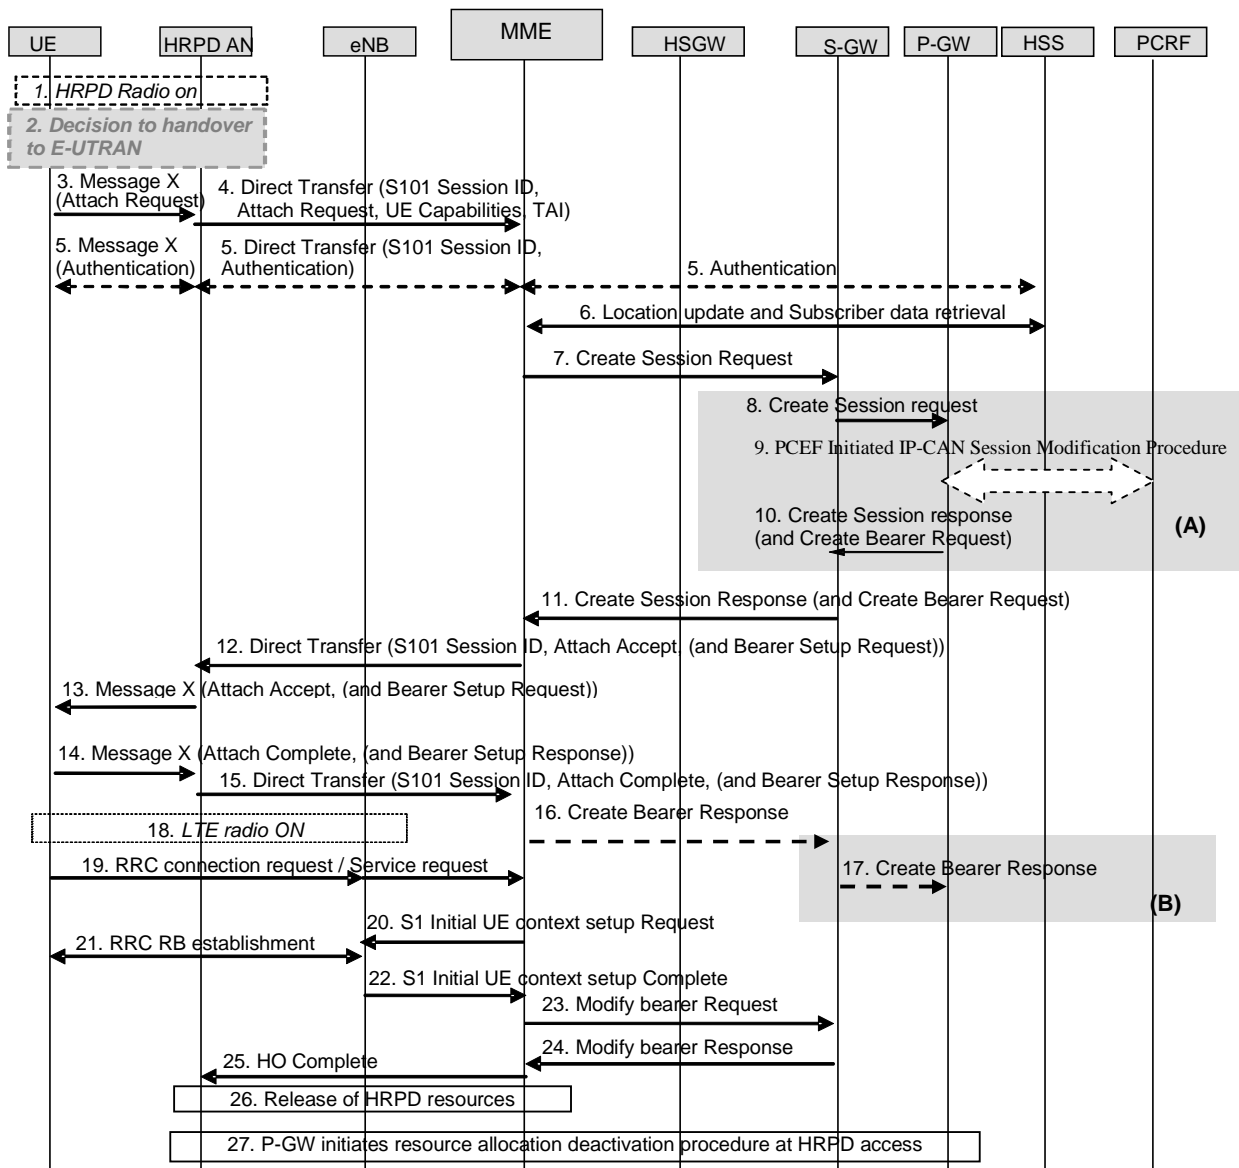 UE
HRPD AN
eNB
MME
HSGW
S-GW
P-GW
HSS
PCRF
1. HRPD Radio on
2. Decision to handover
to E-UTRAN
3. Message X
(Attach Request)
4. Direct Transfer (S101 Session ID,
Attach Request, UE Capabilities, TAI)
5. Message X
(Authentication)
5. Direct Transfer (S101 Session ID,
Authentication)
5. Authentication
6. Location update and Subscriber data retrieval
7. Create Session Request
8. Create Session request
9. PCEF Initiated IP-CAN Session Modification Procedure
10. Create Session response
(and Create Bearer Request)
(A)
11. Create Session Response (and Create Bearer Request)
12. Direct Transfer (S101 Session ID, Attach Accept, (and Bearer Setup Request))
13. Message X (Attach Accept, (and Bearer Setup Request))
14. Message X (Attach Complete, (and Bearer Setup Response))
15. Direct Transfer (S101 Session ID, Attach Complete, (and Bearer Setup Response))
16. Create Bearer Response
18. LTE radio ON
17. Create Bearer Response
(B)
19. RRC connection request / Service request
20. S1 Initial UE context setup Request
21. RRC RB establishment
22. S1 Initial UE context setup Complete
23. Modify bearer Request
24. Modify bearer Response
25. HO Complete
26. Release of HRPD resources
27. P-GW initiates resource allocation deactivation procedure at HRPD access